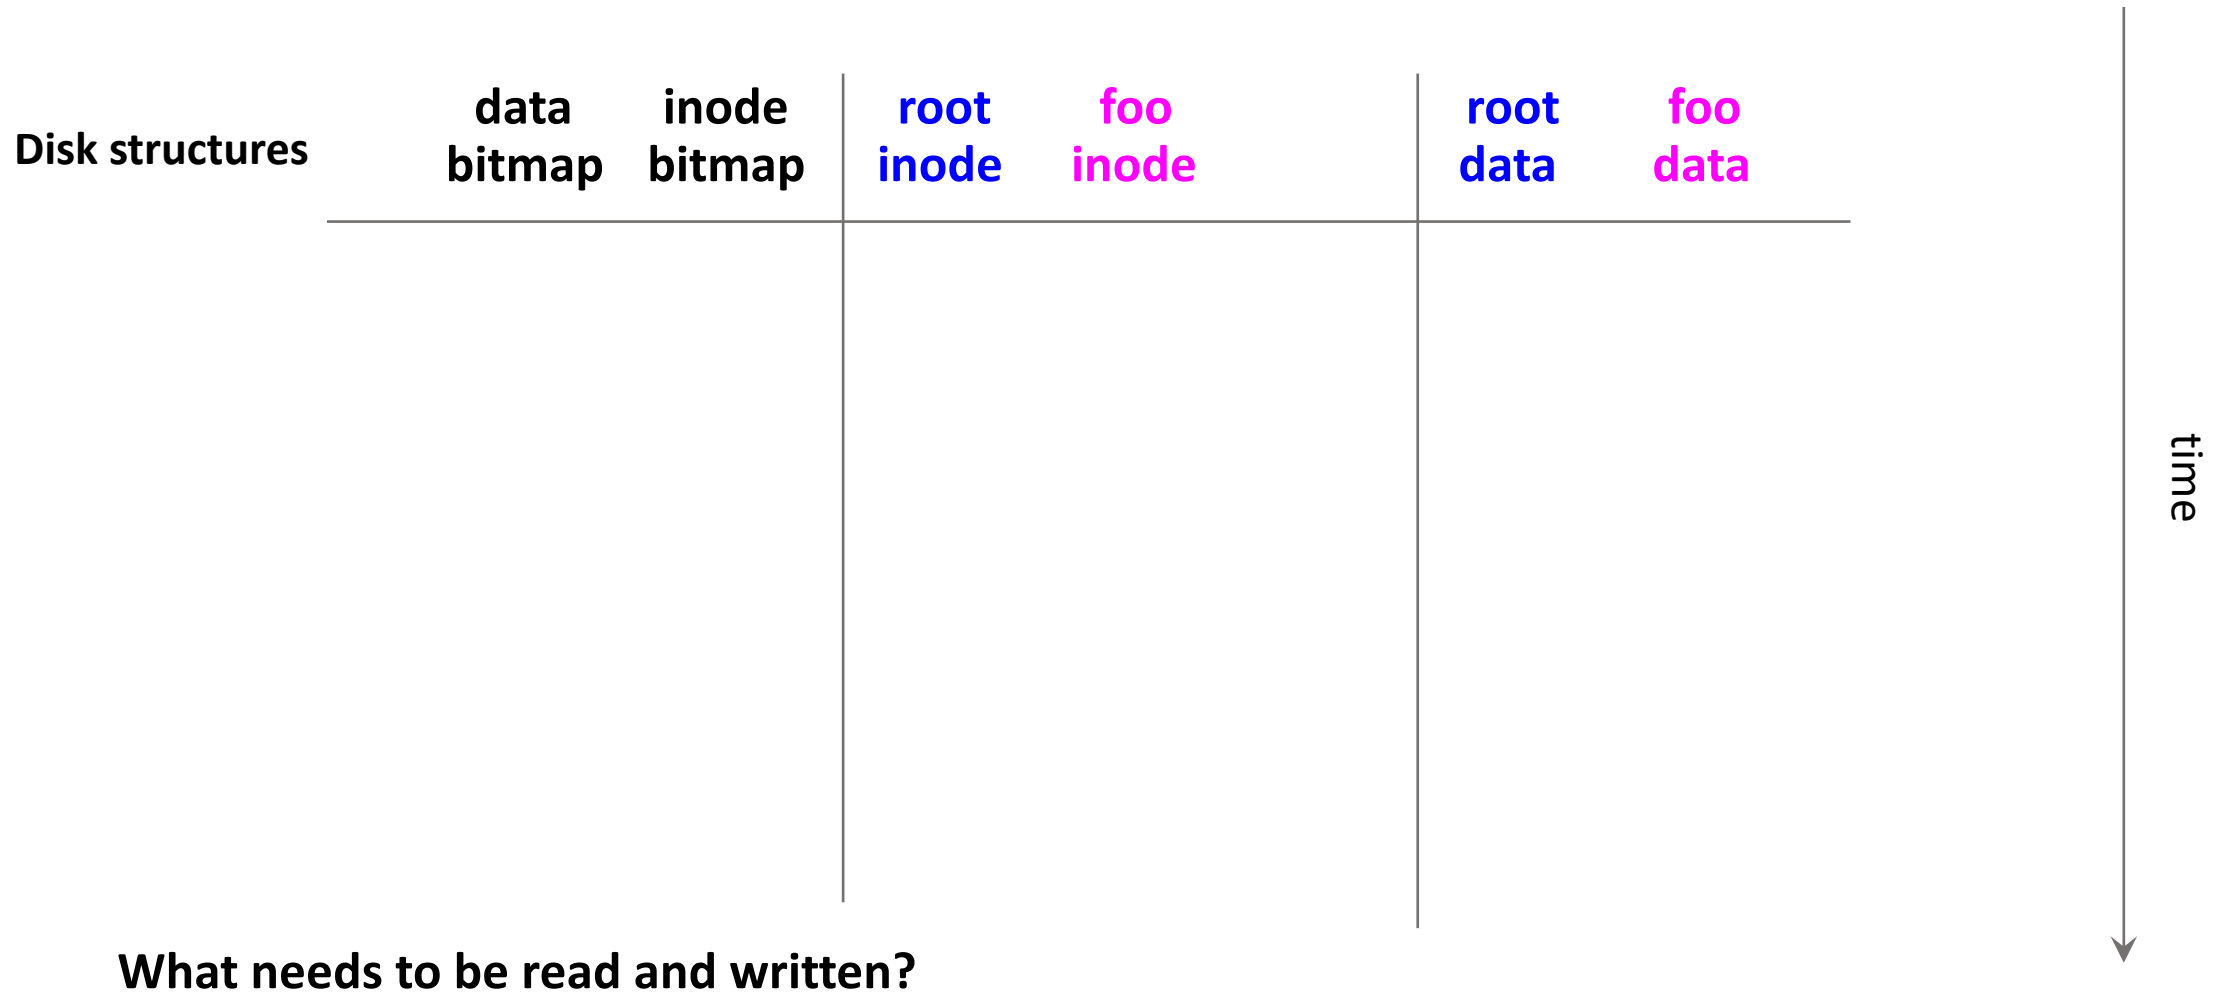 Disk structures
data bitmap
inode bitmap
root inode
foo inode
root data
foo data
time
What needs to be read and written?